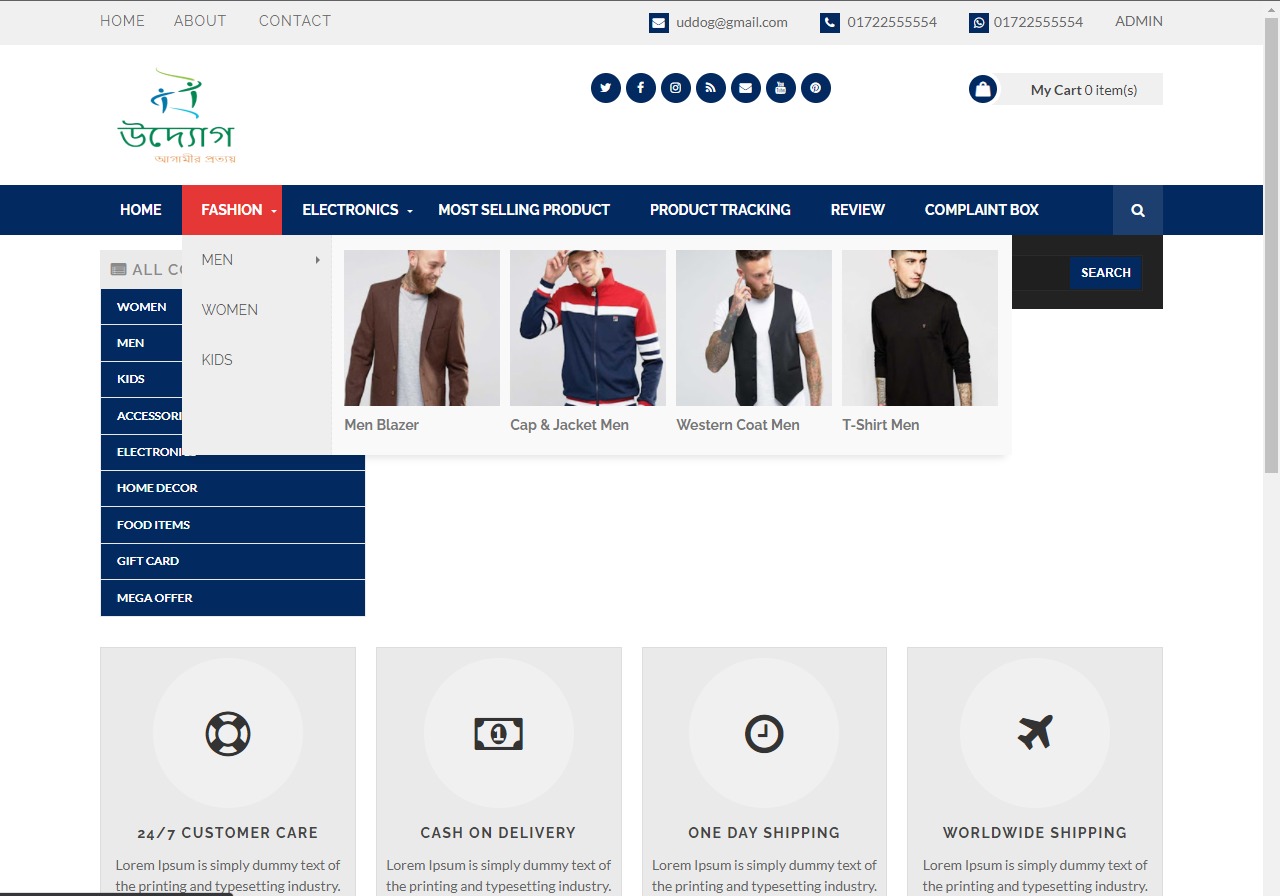 HOME ABOUT CONTACT
uddog@gmail.com 01722555554 01722555554 ADMIN
উদ্যোগ
আগামীর প্রত্যয়
My Cart 0 item(s)
HOME FASHION ELECTRONICS MOST SELLING PRODUCT PRODUCT TRACKING REVIEW COMPLAINT BOX
MEN
WOMEN
KIDS
Men Blazer Cap & Jacket Men Western Coat Men T-Shirt Men
SEARCH
ALL
WOMEN
MEN
KIDS
ACCESSORI
ELECTRONICS
HOME DECOR
FOOD ITEMS
GIFT CARD
MEGA OFFER
24/7 CUSTOMER CARE
Lorem Ipsum is simply dummy text of
the printing and typesetting industry.
CASH ON DELIVERY
Lorem Ipsum is simply dummy text of
the printing and typesetting industry.
ONE DAY SHIPPING
Lorem Ipsum is simply dummy text of
the printing and typesetting industry.
WORLDWIDE SHIPPING
Lorem Ipsum is simply dummy text of
the printing and typesetting industry.